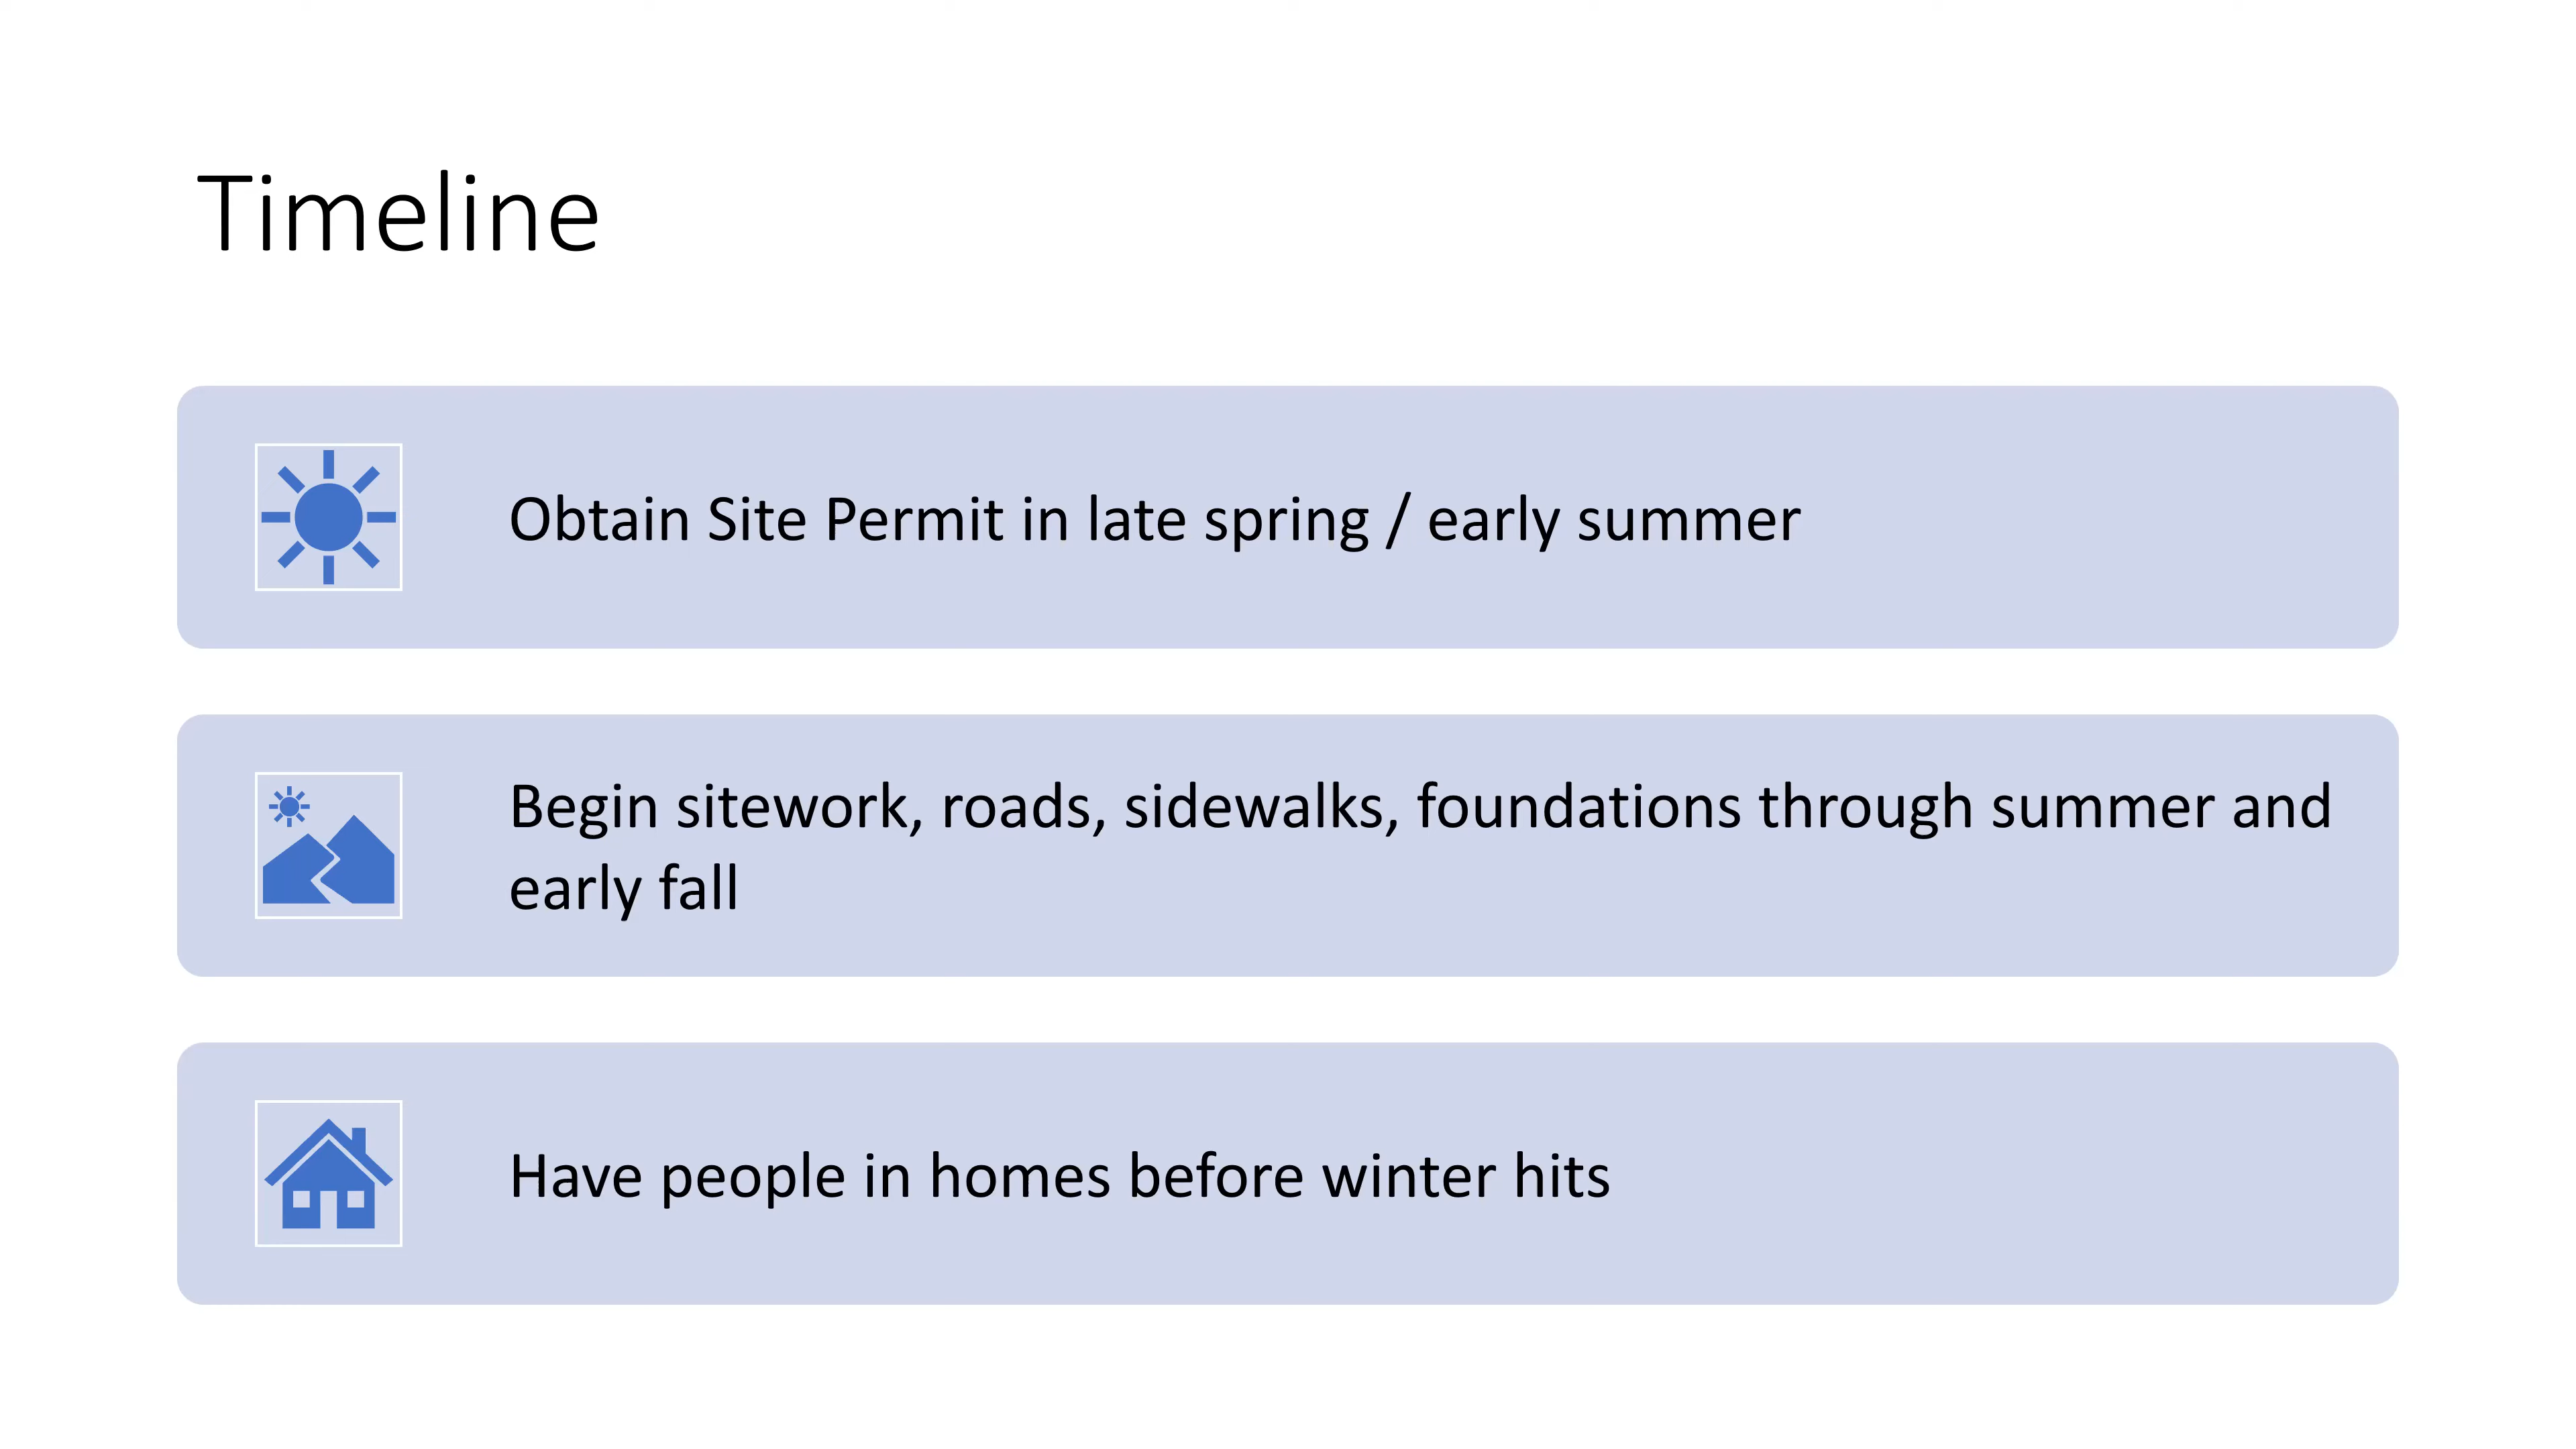 Timeline
Obtain Site Permit in late spring / early summer
Begin sitework, roads, sidewalks, foundations through summer and
early fall
Have people in homes before winter hits